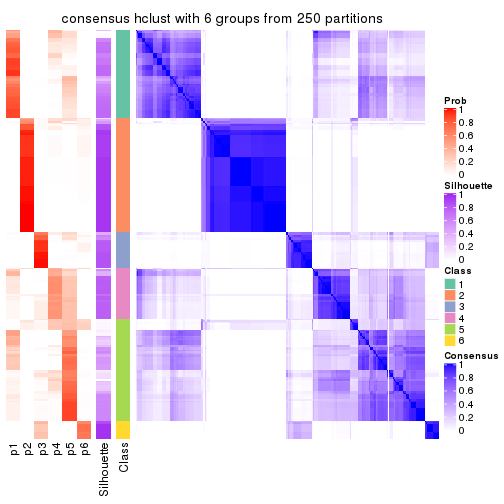 consensus hclust with 6 groups from 250 partitions
Prob
1
0.8
0.6
0.4
0.2
0
Silhouette
1
0.8
0.6
0.4
0.2
0
Class
1
2
3
4
5
6
Consensus
1
0.8
0.6
0.4
0.2
0
p1
p2
p3
p4
p5
p6
Silhouette
Class